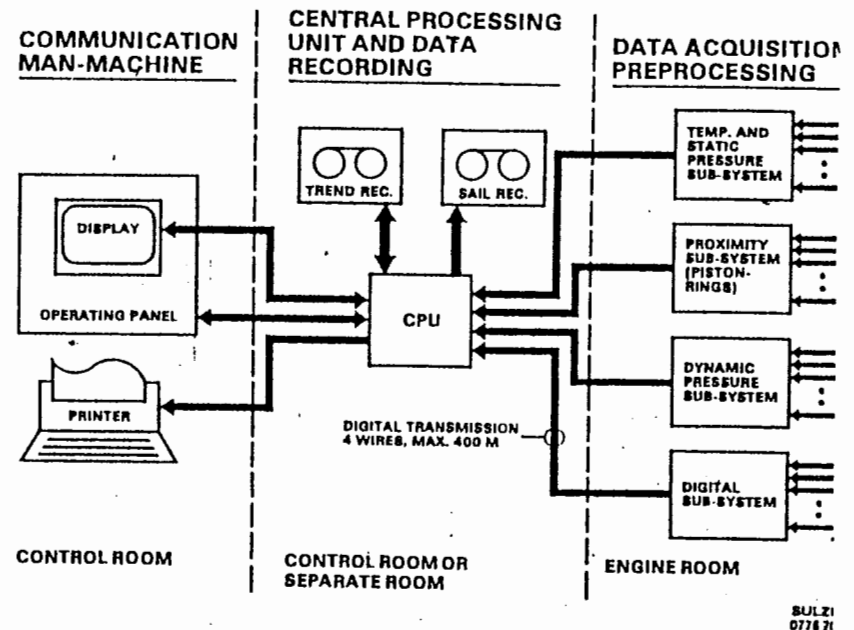 COMMUNICATION
MAN-MACHINE
CENTRAL PROCESSING
UNIT AND DATA
RECORDING
DATA ACQUISITION
PREPROCESSING
DISPLAY
OPERATING PANEL
PRINTER
TREND REC.
SAIL REC.
CPU
DIGITAL TRANSMISSION
4 WIRES, MAX. 400 M
TEMP. AND
STATIC
PRESSURE
SUB-SYSTEM
PROXIMITY
SUB-SYSTEM
(PISTON-
RINGS)
DYNAMIC
PRESSURE
SUB-SYSTEM
DIGITAL
SUB-SYSTEM
CONTROL ROOM
CONTROL ROOM OR
SEPARATE ROOM
ENGINE ROOM